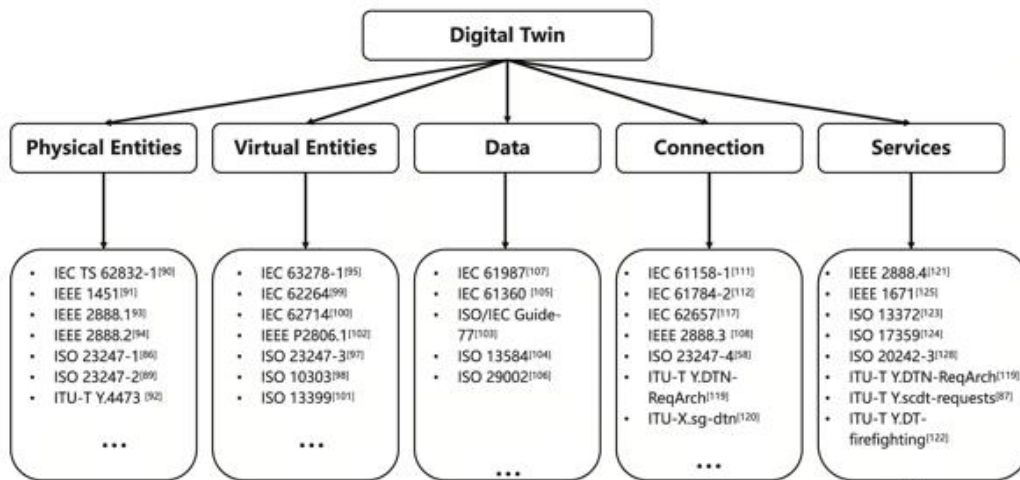 Digital Twin
Physical Entities
Virtual Entities
Data
Connection
Services
• IEC TS 62832-1[90]
• IEEE 1451[91]
• IEEE 2888.1[93]
• IEEE 2888.2[94]
• ISO 23247-1[86]
• ISO 23247-2[89]
• ITU-T Y.4473 [92]
...
• IEC 63278-1[95]
• IEC 62264[99]
• IEC 62714[100]
• IEEE P2806.1[102]
• ISO 23247-3[97]
• ISO 10303[98]
• ISO 13399[101]
...
• IEC 61987[107]
• IEC 61360 [105]
• ISO/IEC Guide-
77[103]
• ISO 13584[104]
• ISO 29002[106]
...
• IEC 61158-1[111]
• IEC 61784-2[112]
• IEC 62657[117]
• IEEE 2888.3 [108]
• ISO 23247-4[58]
• ITU-T Y.DTN-
ReqArch[119]
• ITU-X.sg-dtn[120]
...
• IEEE 2888.4[121]
• IEEE 1671[125]
• ISO 13372[123]
• ISO 17359[124]
• ISO 20242-3[128]
• ITU-T Y.DTN-ReqArch[119]
• ITU-T Y.scdt-requests[87]
• ITU-T Y.DT-
firefighting[122]
...